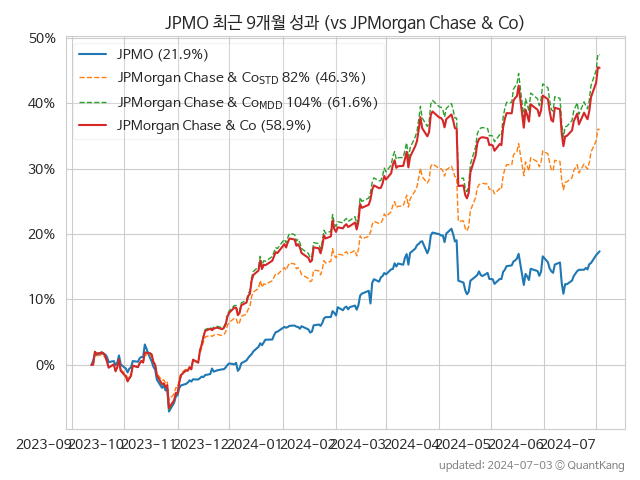 JPMO 최근 9개월 성과 (vs JPMorgan Chase & Co)
50%
40%
30%
20%
10%
0%
JPMO (21.9%)
JPMorgan Chase & CoSTD 82% (46.3%)
JPMorgan Chase & CoMDD 104% (61.6%)
JPMorgan Chase & Co (58.9%)
2023-09 2023-10 2023-11 2023-12 2024-01 2024-02 2024-03 2024-04 2024-05 2024-06 2024-07
updated: 2024-07-03 © QuantKang